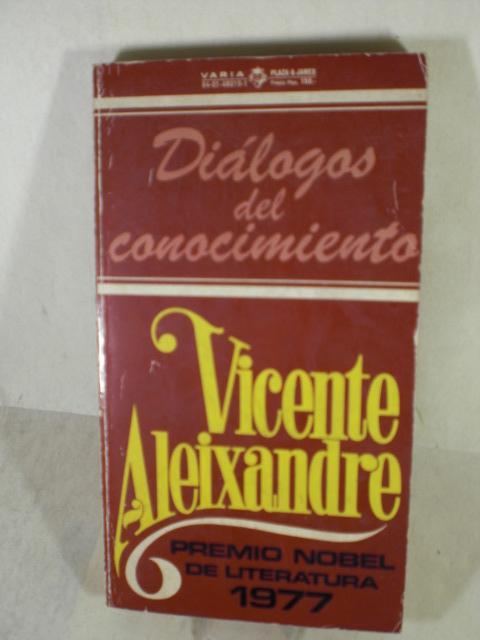 VARIA PLAZA & JANES
Diálogos
del
conocimiento
Vicente
Aleixandre
PREMIO NOBEL
DE LITERATURA
1977